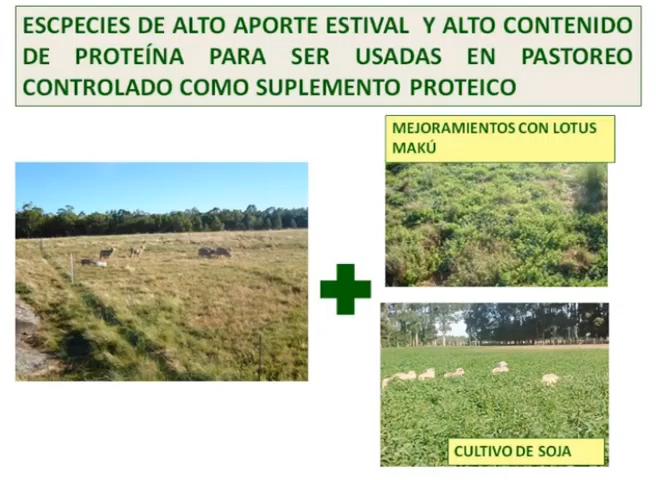 ESCPECIES DE ALTO APORTE ESTIVAL Y ALTO CONTENIDO
DE PROTEÍNA PARA SER USADAS EN PASTOREO
CONTROLADO COMO SUPLEMENTO PROTEICO
MEJORAMIENTOS CON LOTUS
MAKÚ
CULTIVO DE SOJA